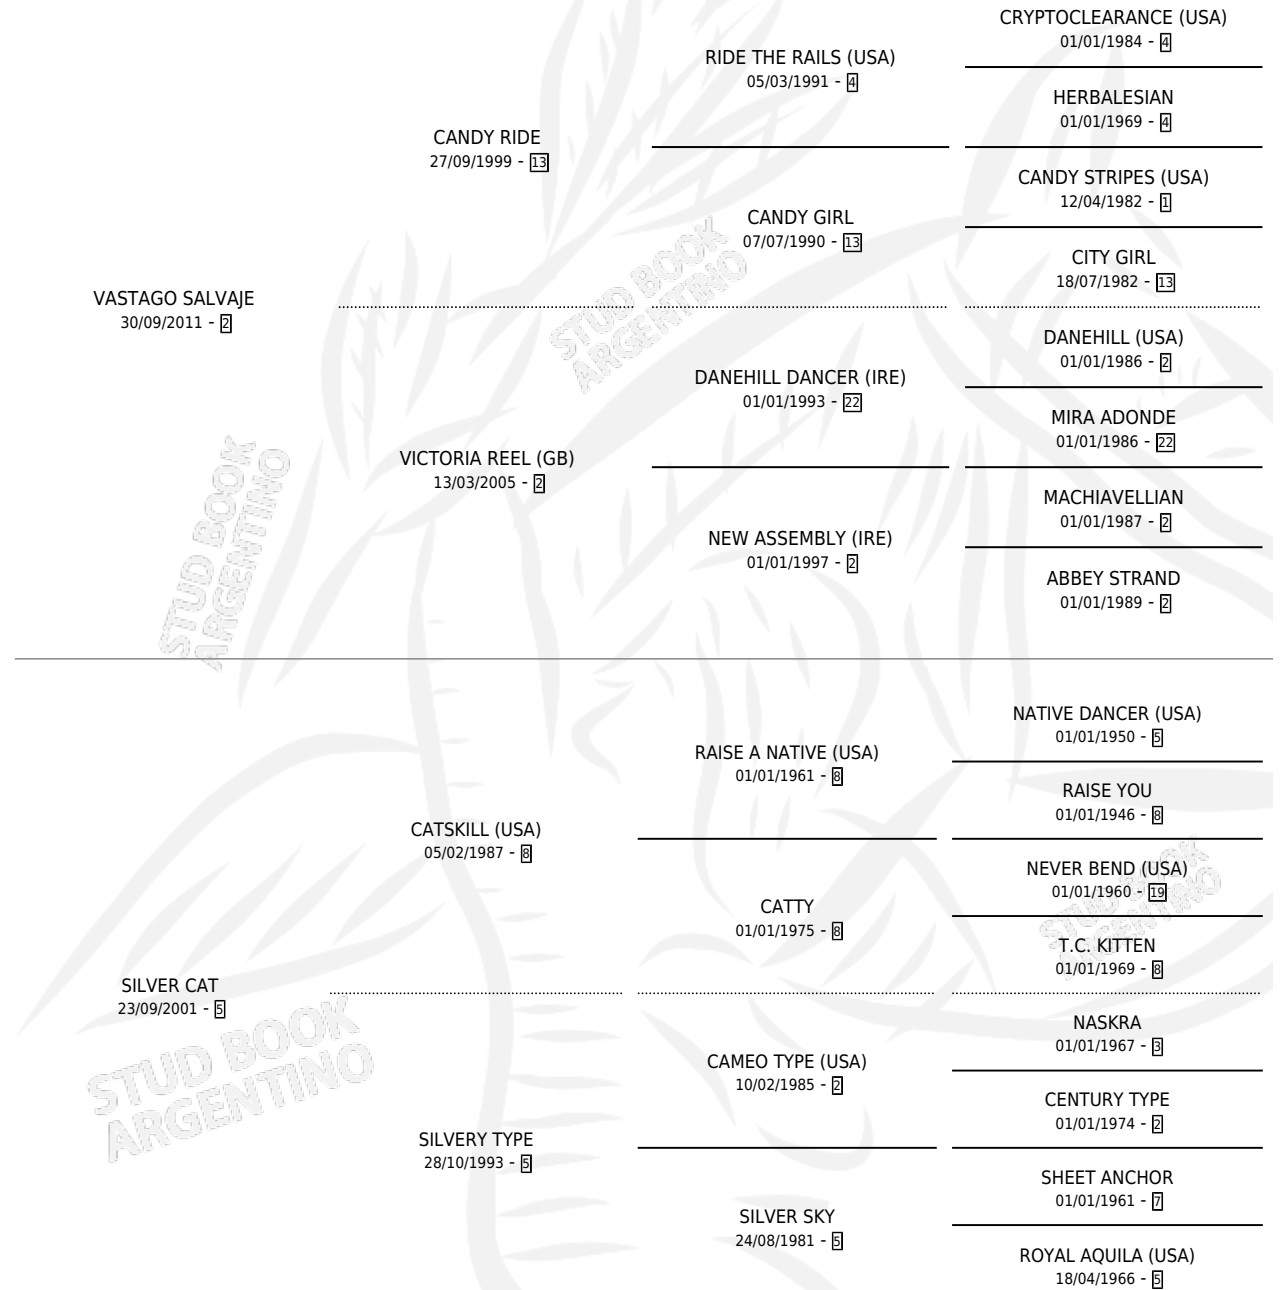 CRYPTOCLEARANCE (USA)
01/01/1984 - 4
RIDE THE RAILS (USA)
05/03/1991 - 4
HERBALESIAN
01/01/1969 - 4
CANDY RIDE
27/09/1999 - 13
CANDY STRIPES (USA)
12/04/1982 - 1
CANDY GIRL
07/07/1990 - 13
CITY GIRL
18/07/1982 - 13
VASTAGO SALVAJE
30/09/2011 - 2
DANEHILL (USA)
01/01/1986 - 2
DANEHILL DANCER (IRE)
01/01/1993 - 22
MIRA ADONDE
01/01/1986 - 22
VICTORIA REEL (GB)
13/03/2005 - 2
MACHIAVELLIAN
01/01/1987 - 2
NEW ASSEMBLY (IRE)
01/01/1997 - 2
ABBEY STRAND
01/01/1989 - 2
STUD BOOK
ARGENTINO
STUD BOOK
ARGENTINO
NATIVE DANCER (USA)
01/01/1950 - 5
RAISE A NATIVE (USA)
01/01/1961 - 8
RAISE YOU
01/01/1946 - 8
CATSKILL (USA)
05/02/1987 - 8
NEVER BEND (USA)
01/01/1960 - 19
CATTY
01/01/1975 - 8
T.C. KITTEN
01/01/1969 - 8
SILVER CAT
23/09/2001 - 5
NASKRA
01/01/1967 - 3
CAMEO TYPE (USA)
10/02/1985 - 2
CENTURY TYPE
01/01/1974 - 2
SILVERY TYPE
28/10/1993 - 5
SHEET ANCHOR
01/01/1961 - 7
SILVER SKY
24/08/1981 - 5
ROYAL AQUILA (USA)
18/04/1966 - 5
STUD BOOK
ARGENTINO
STUD BOOK
ARGENTINO